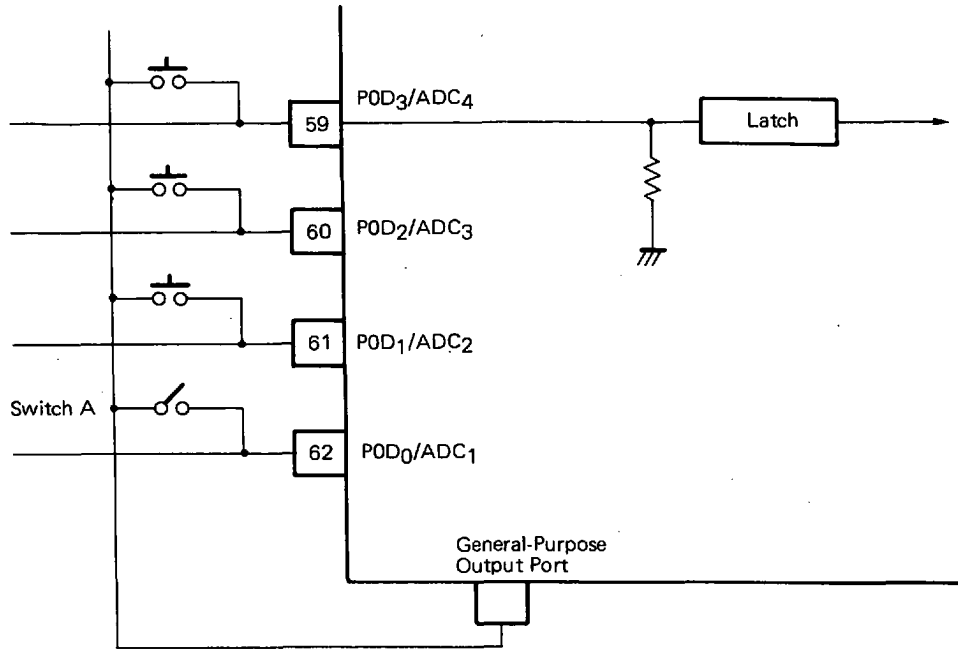 P0D3/ADC4
59
Latch
60
P0D2/ADC3
61
P0D1/ADC2
Switch A
62
P0D0/ADC1
General-Purpose
Output Port